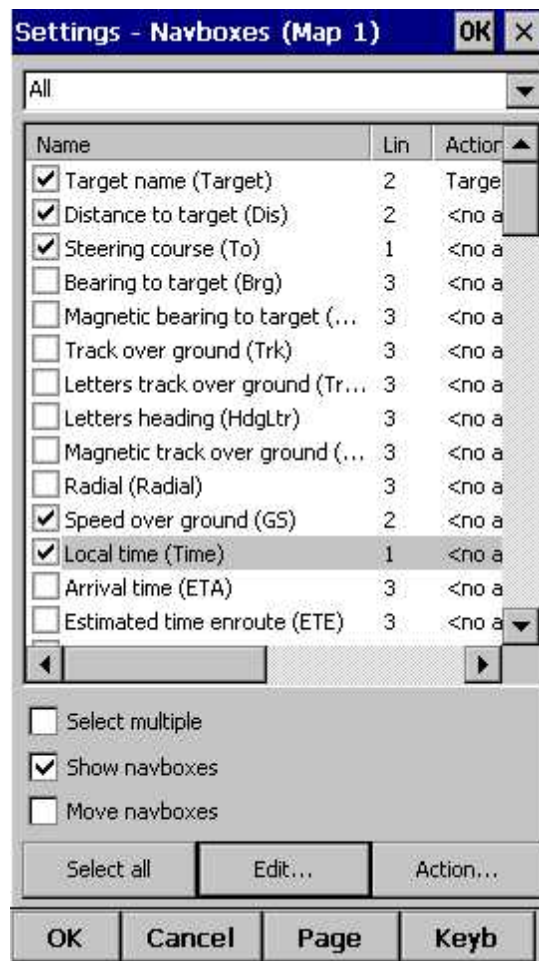 Settings - Navboxes (Map 1) OK ×
All
Name Lin Action
Target name (Target) 2 Targe
Distance to target (Dis) 2 <no a
Steering course (To) 1 <no a
Bearing to target (Brg) 3 <no a
Magnetic bearing to target (... 3 <no a
Track over ground (Trk) 3 <no a
Letters track over ground (Tr... 3 <no a
Letters heading (HdgLtr) 3 <no a
Magnetic track over ground (... 3 <no a
Radial (Radial) 3 <no a
Speed over ground (GS) 2 <no a
Local time (Time) 1 <no a
Arrival time (ETA) 3 <no a
Estimated time enroute (ETE) 3 <no a
Select multiple
Show navboxes
Move navboxes
Select all Edit... Action...
OK Cancel Page Keyb